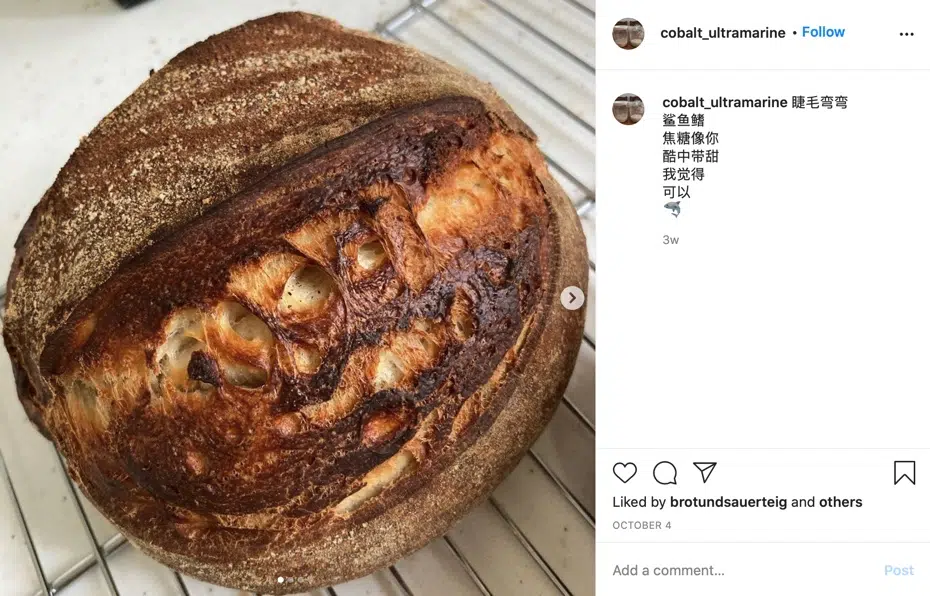 cobalt_ultramarine • Follow
cobalt_ultramarine 睫毛弯弯
鲨鱼鳍
焦糖像你
酷中带甜
我觉得
可以
🦈
3w
Liked by brotundsauerteig and others
OCTOBER 4
Add a comment...
Post